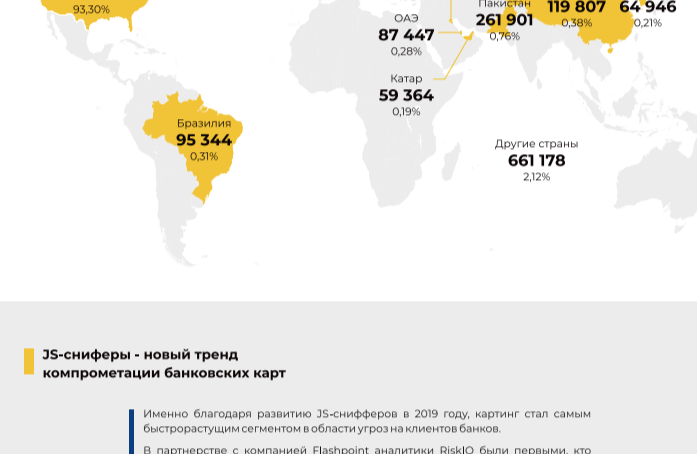 93,30%
Пакистан
119 807
64 946
ОАЭ
261 901
0,38%
0,21%
87 447
0,76%
0,28%
Катар
59 364
0,19%
Бразилия
95 344
0,31%
Другие страны
661 178
2,12%
JS-сниферы - новый тренд
компрометации банковских карт
Именно благодаря развитию JS-снифферов в 2019 году, картинг стал самым
быстрорастущим сегментом в области угроз на клиентов банков.
В партнерстве с компанией Flashpoint аналитики RiskIQ были первыми, кто